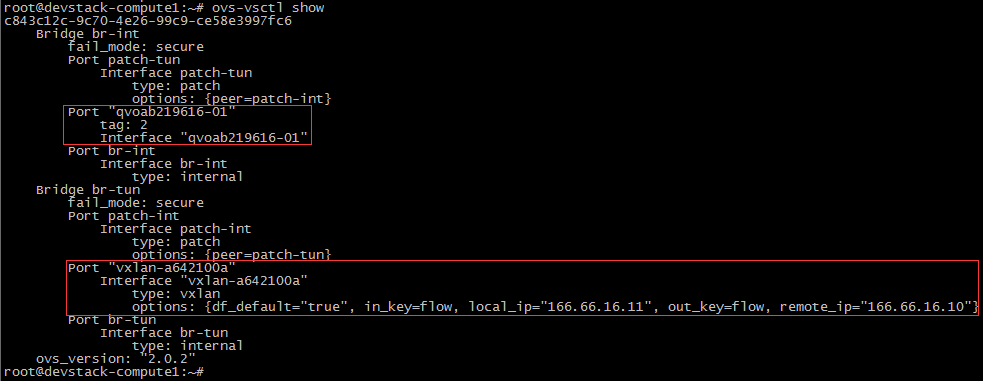 root@devstack-compute1:~# ovs-vsctl show
c843c12c-9c70-4e26-99c9-ce58e3997fc6
    Bridge br-int
        fail_mode: secure
        Port patch-tun
            Interface patch-tun
                type: patch
                options: {peer=patch-int}
        Port "qvoab219616-01"
            tag: 2
            Interface "qvoab219616-01"
        Port br-int
            Interface br-int
                type: internal
    Bridge br-tun
        fail_mode: secure
        Port patch-int
            Interface patch-int
                type: patch
                options: {peer=patch-tun}
        Port "vxlan-a642100a"
            Interface "vxlan-a642100a"
                type: vxlan
                options: {df_default="true", in_key=flow, local_ip="166.66.16.11", out_key=flow, remote_ip="166.66.16.10"}
        Port br-tun
            Interface br-tun
                type: internal
    ovs_version: "2.0.2"
root@devstack-compute1:~#